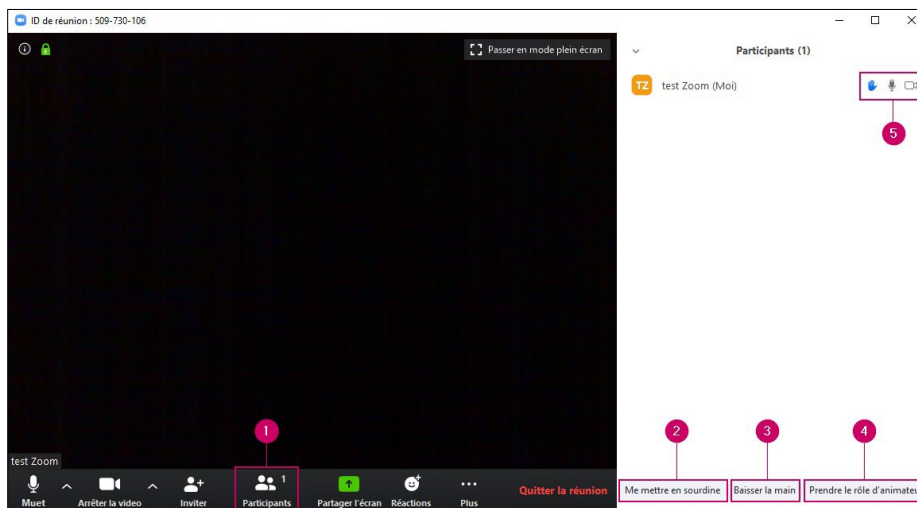 ID de réunion : 509-730-106
Passer en mode plein écran
Participants (1)
TZ test Zoom (Moi)
5
1
2
3
4
test Zoom
1
Muet
Arrêter la video
Inviter
Participants
Partager l'écran
Réactions
Plus
Quitter la réunion
Me mettre en sourdine
Baisser la main
Prendre le rôle d'animateu